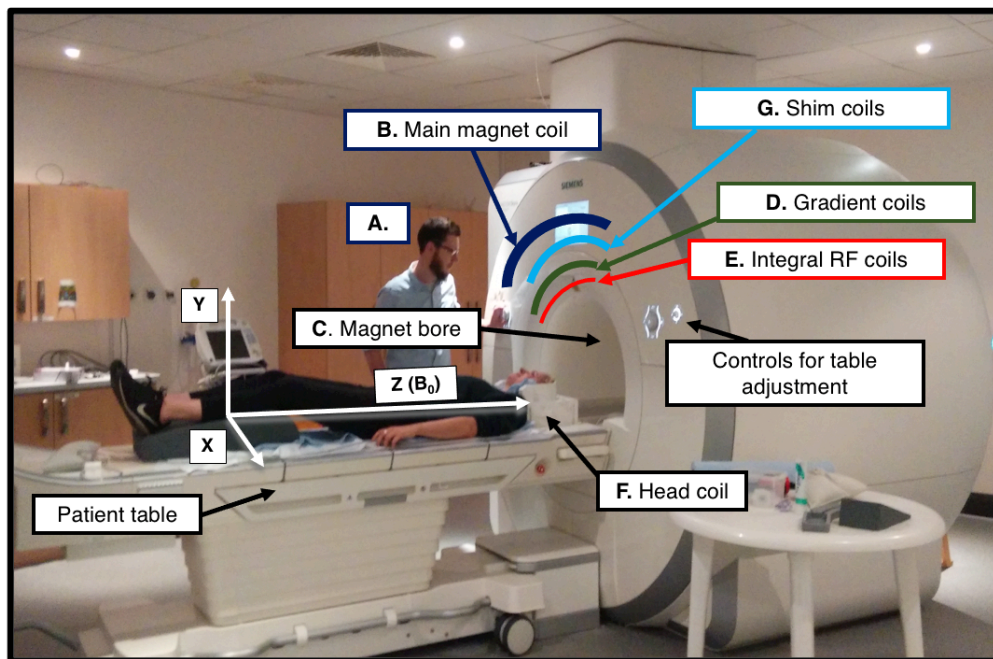 G. Shim coils
B. Main magnet coil
SIEMENS
D. Gradient coils
A.
E. Integral RF coils
Y
C. Magnet bore
Controls for table
adjustment
Z (B₀)
X
F. Head coil
Patient table